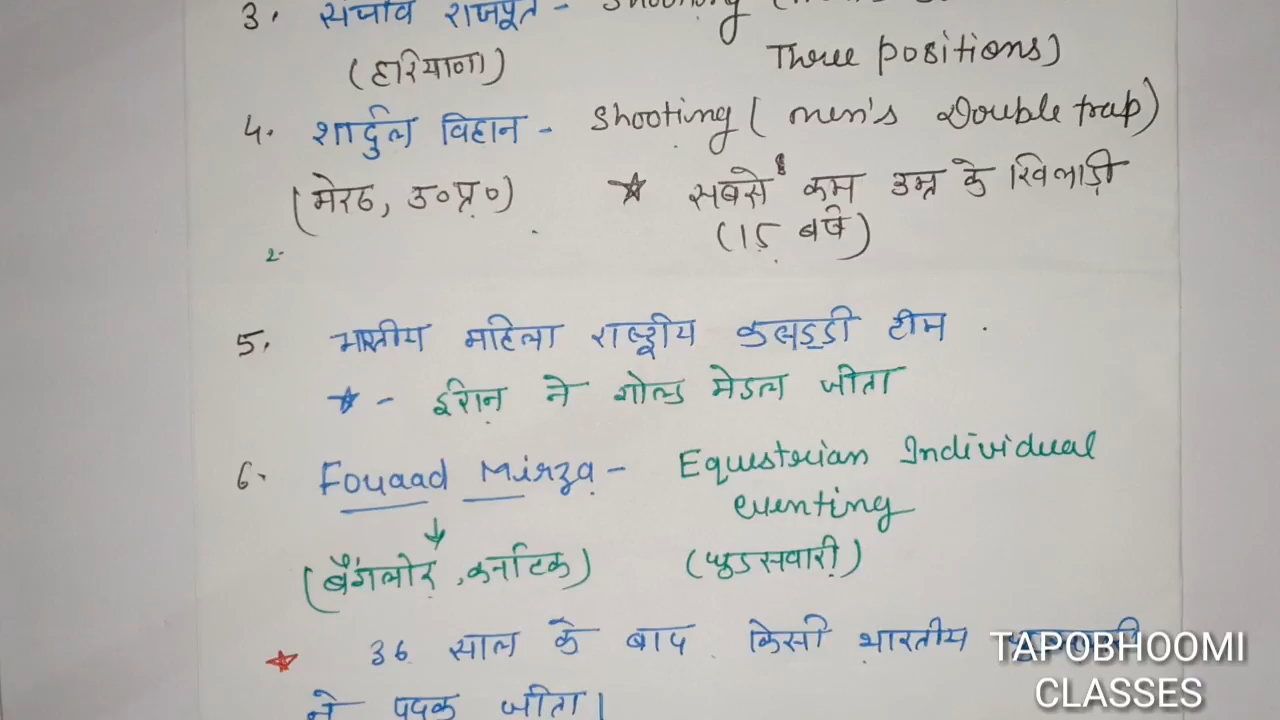 3. संजीव राजपूत - Shooting
(हरियाणा) Three positions)
4. शार्दुल विहान - Shooting ( men's Double trap)
(मेरठ, उ०प्र०) ☆ सबसे कम उम्र के खिलाड़ी
(15 वर्ष)
2.
5. भारतीय महिला राष्ट्रीय कबड्डी टीम .
☆ - ईरान ने गोल्ड मेडल जीता
6. Fouaad Mirza - Equestrian Individual
↓ eventing
(बैंगलोर, कर्नाटक) (घुडसवारी)
☆ 36 साल के बाद किसी भारतीय
ने पदक जीता।
TAPOBHOOMI
CLASSES